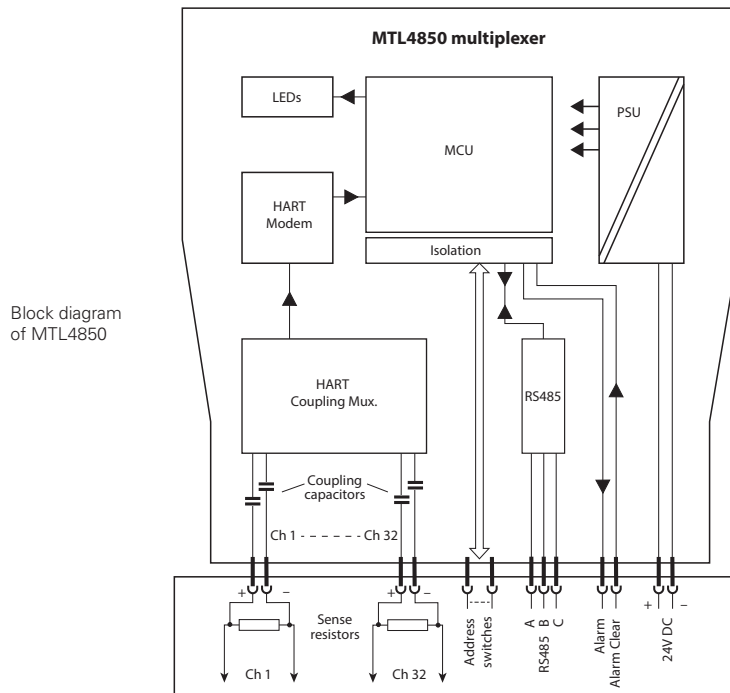 MTL4850 multiplexer
LEDs
MCU
PSU
HART
Modem
Isolation
Block diagram
of MTL4850
HART
Coupling Mux.
RS485
Coupling
capacitors
Ch 1 - - - - - - Ch 32
+ –
+ –
Sense
resistors
Address
switches
A
B
C
RS485
Alarm
Alarm Clear
+ –
24V DC
Ch 1
Ch 32